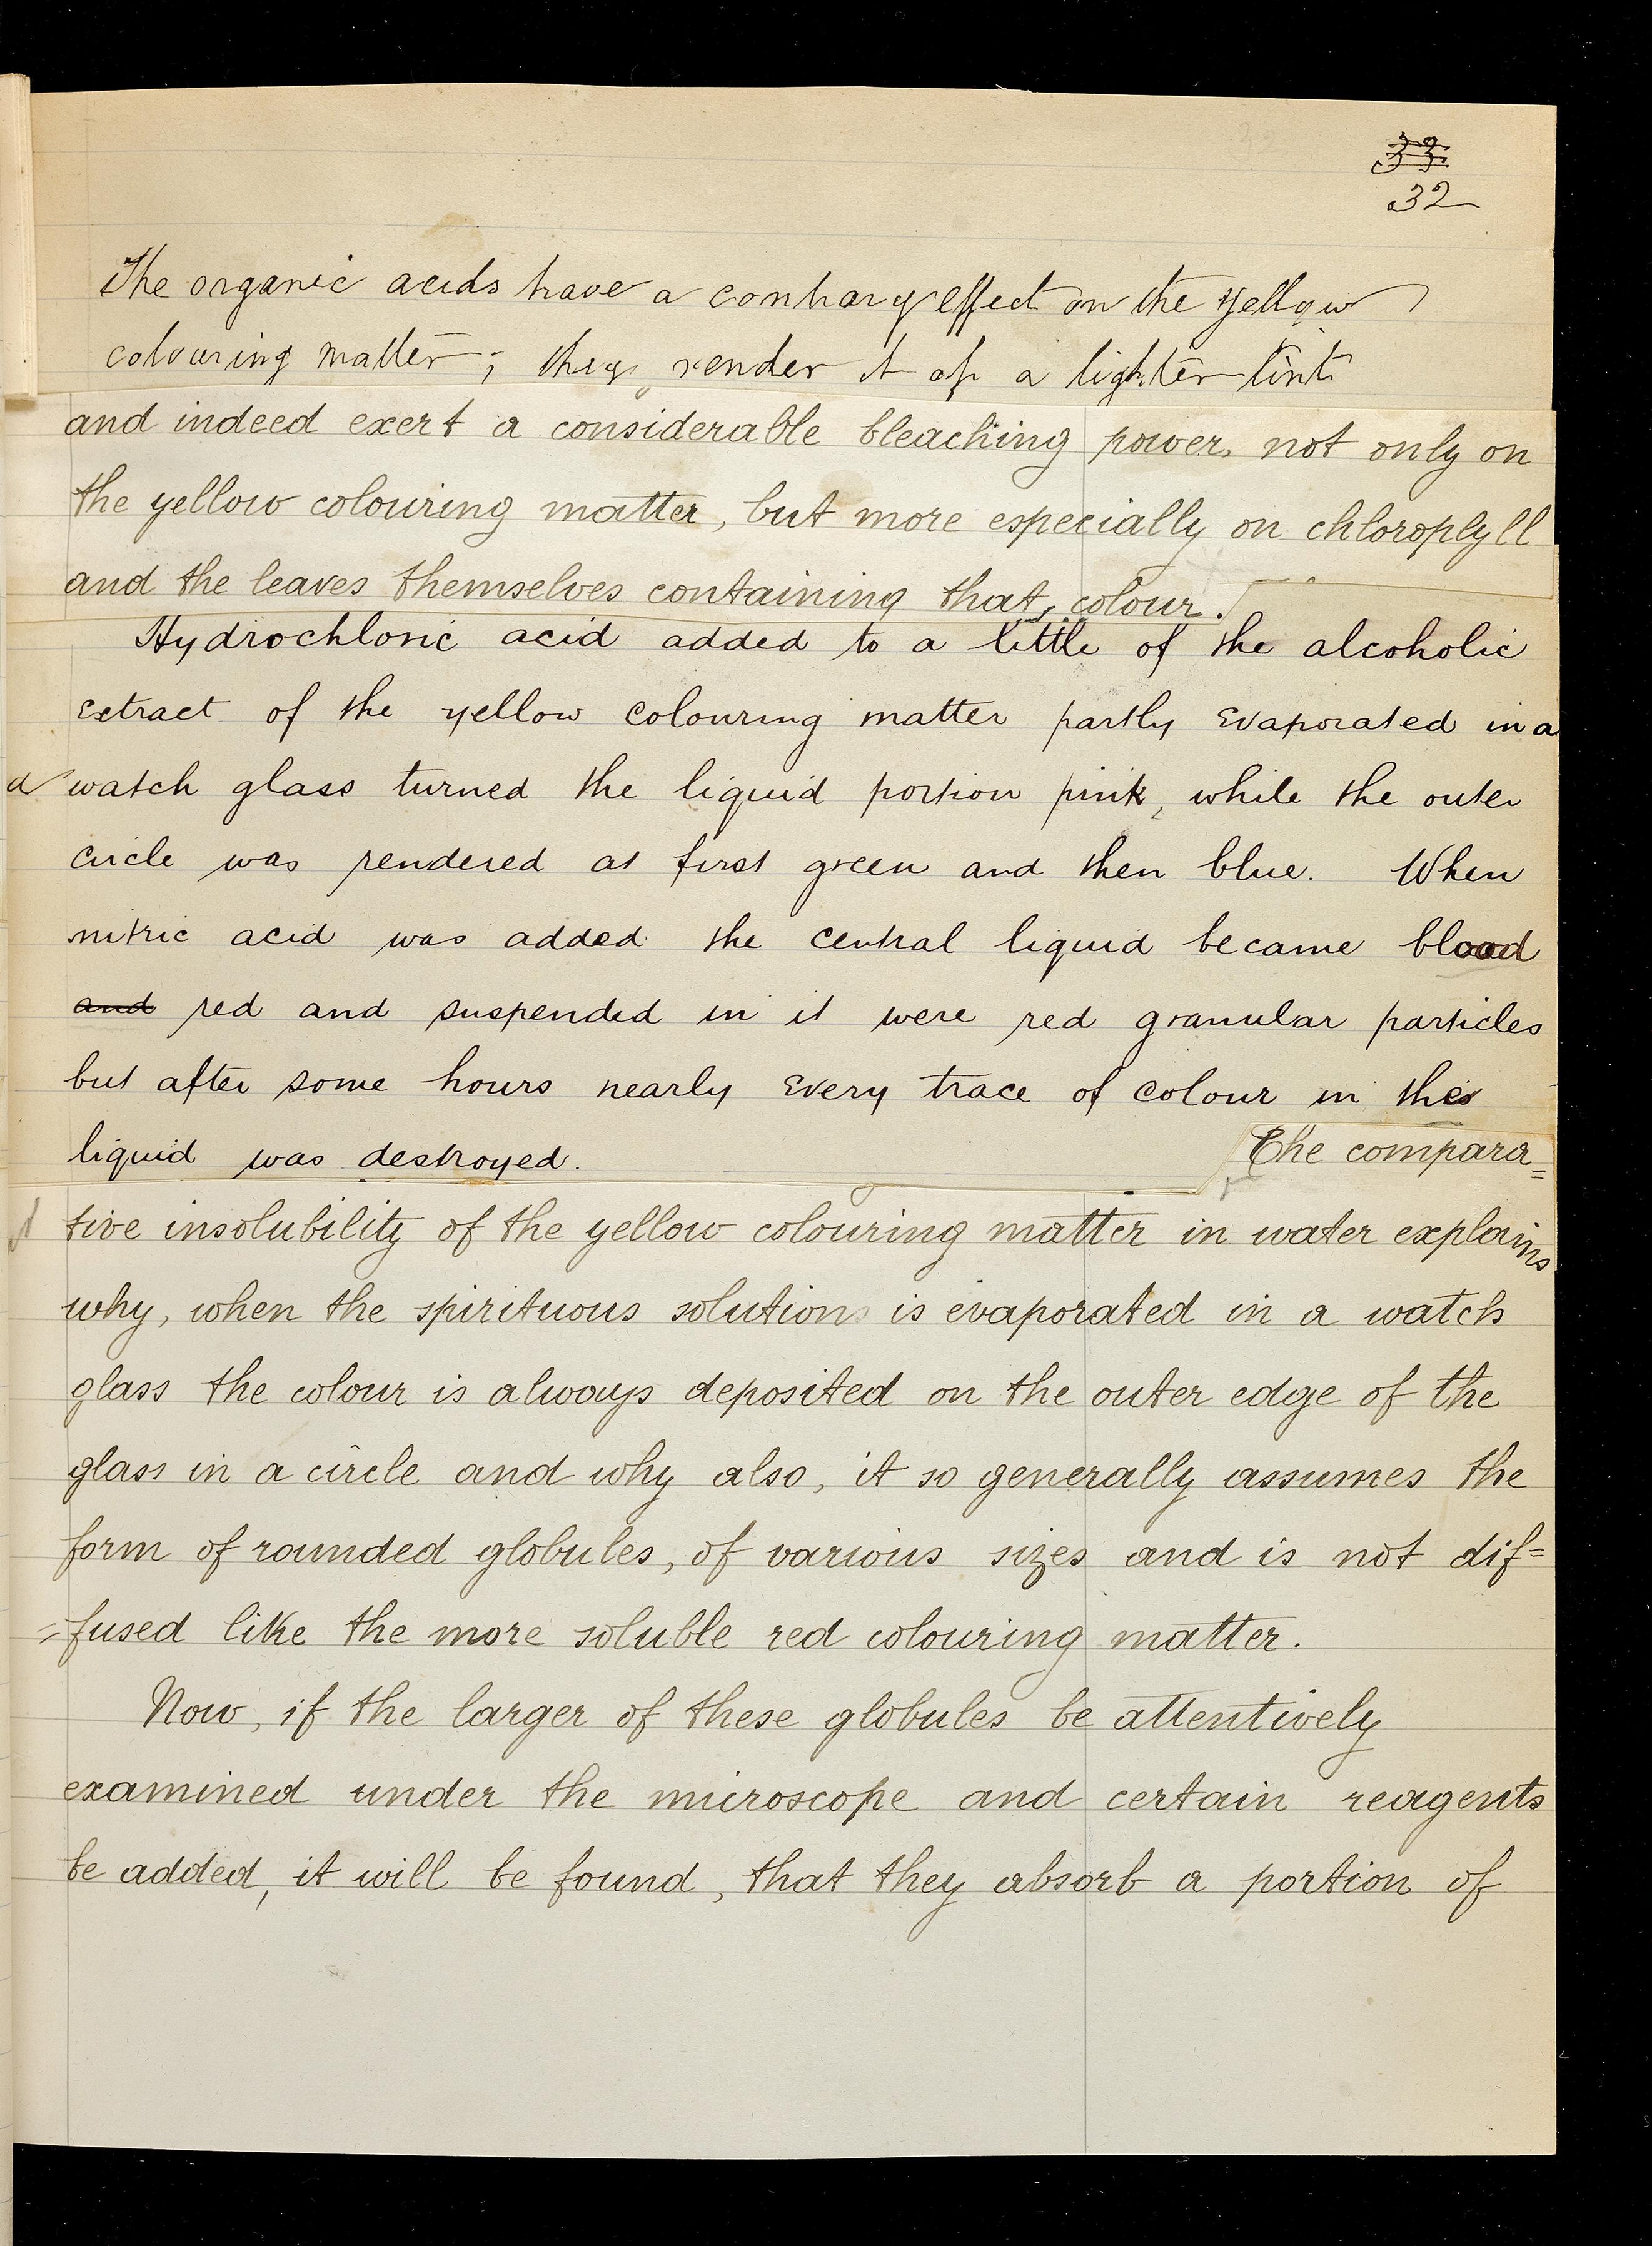 33
32
The organic acids have a contrary effect on the yellow
colouring matter; they render it of a lighter tint
and indeed exert a considerable bleaching power, not only on
the yellow colouring matter, but more especially on chlorophyll
and the leaves themselves containing that, colour.
Hydrochloric acid added to a little of the alcoholic
extract of the yellow colouring matter partly evaporated in a
a watch glass turned the liquid portion pink, while the outer
circle was rendered at first green and then blue. When
nitric acid was added the central liquid became blood
and red and suspended in it were red granular particles
but after some hours nearly every trace of colour in the
liquid was destroyed. The compara=
tive insolubility of the yellow colouring matter in water explains
why, when the spirituous solution is evaporated in a watch
glass the colour is always deposited on the outer edge of the
glass in a circle and why also, it so generally assumes the
form of rounded globules, of various sizes and is not dif=
=fused like the more soluble red colouring matter.
Now, if the larger of these globules be attentively
examined under the microscope and certain reagents
be added, it will be found, that they absorb a portion of